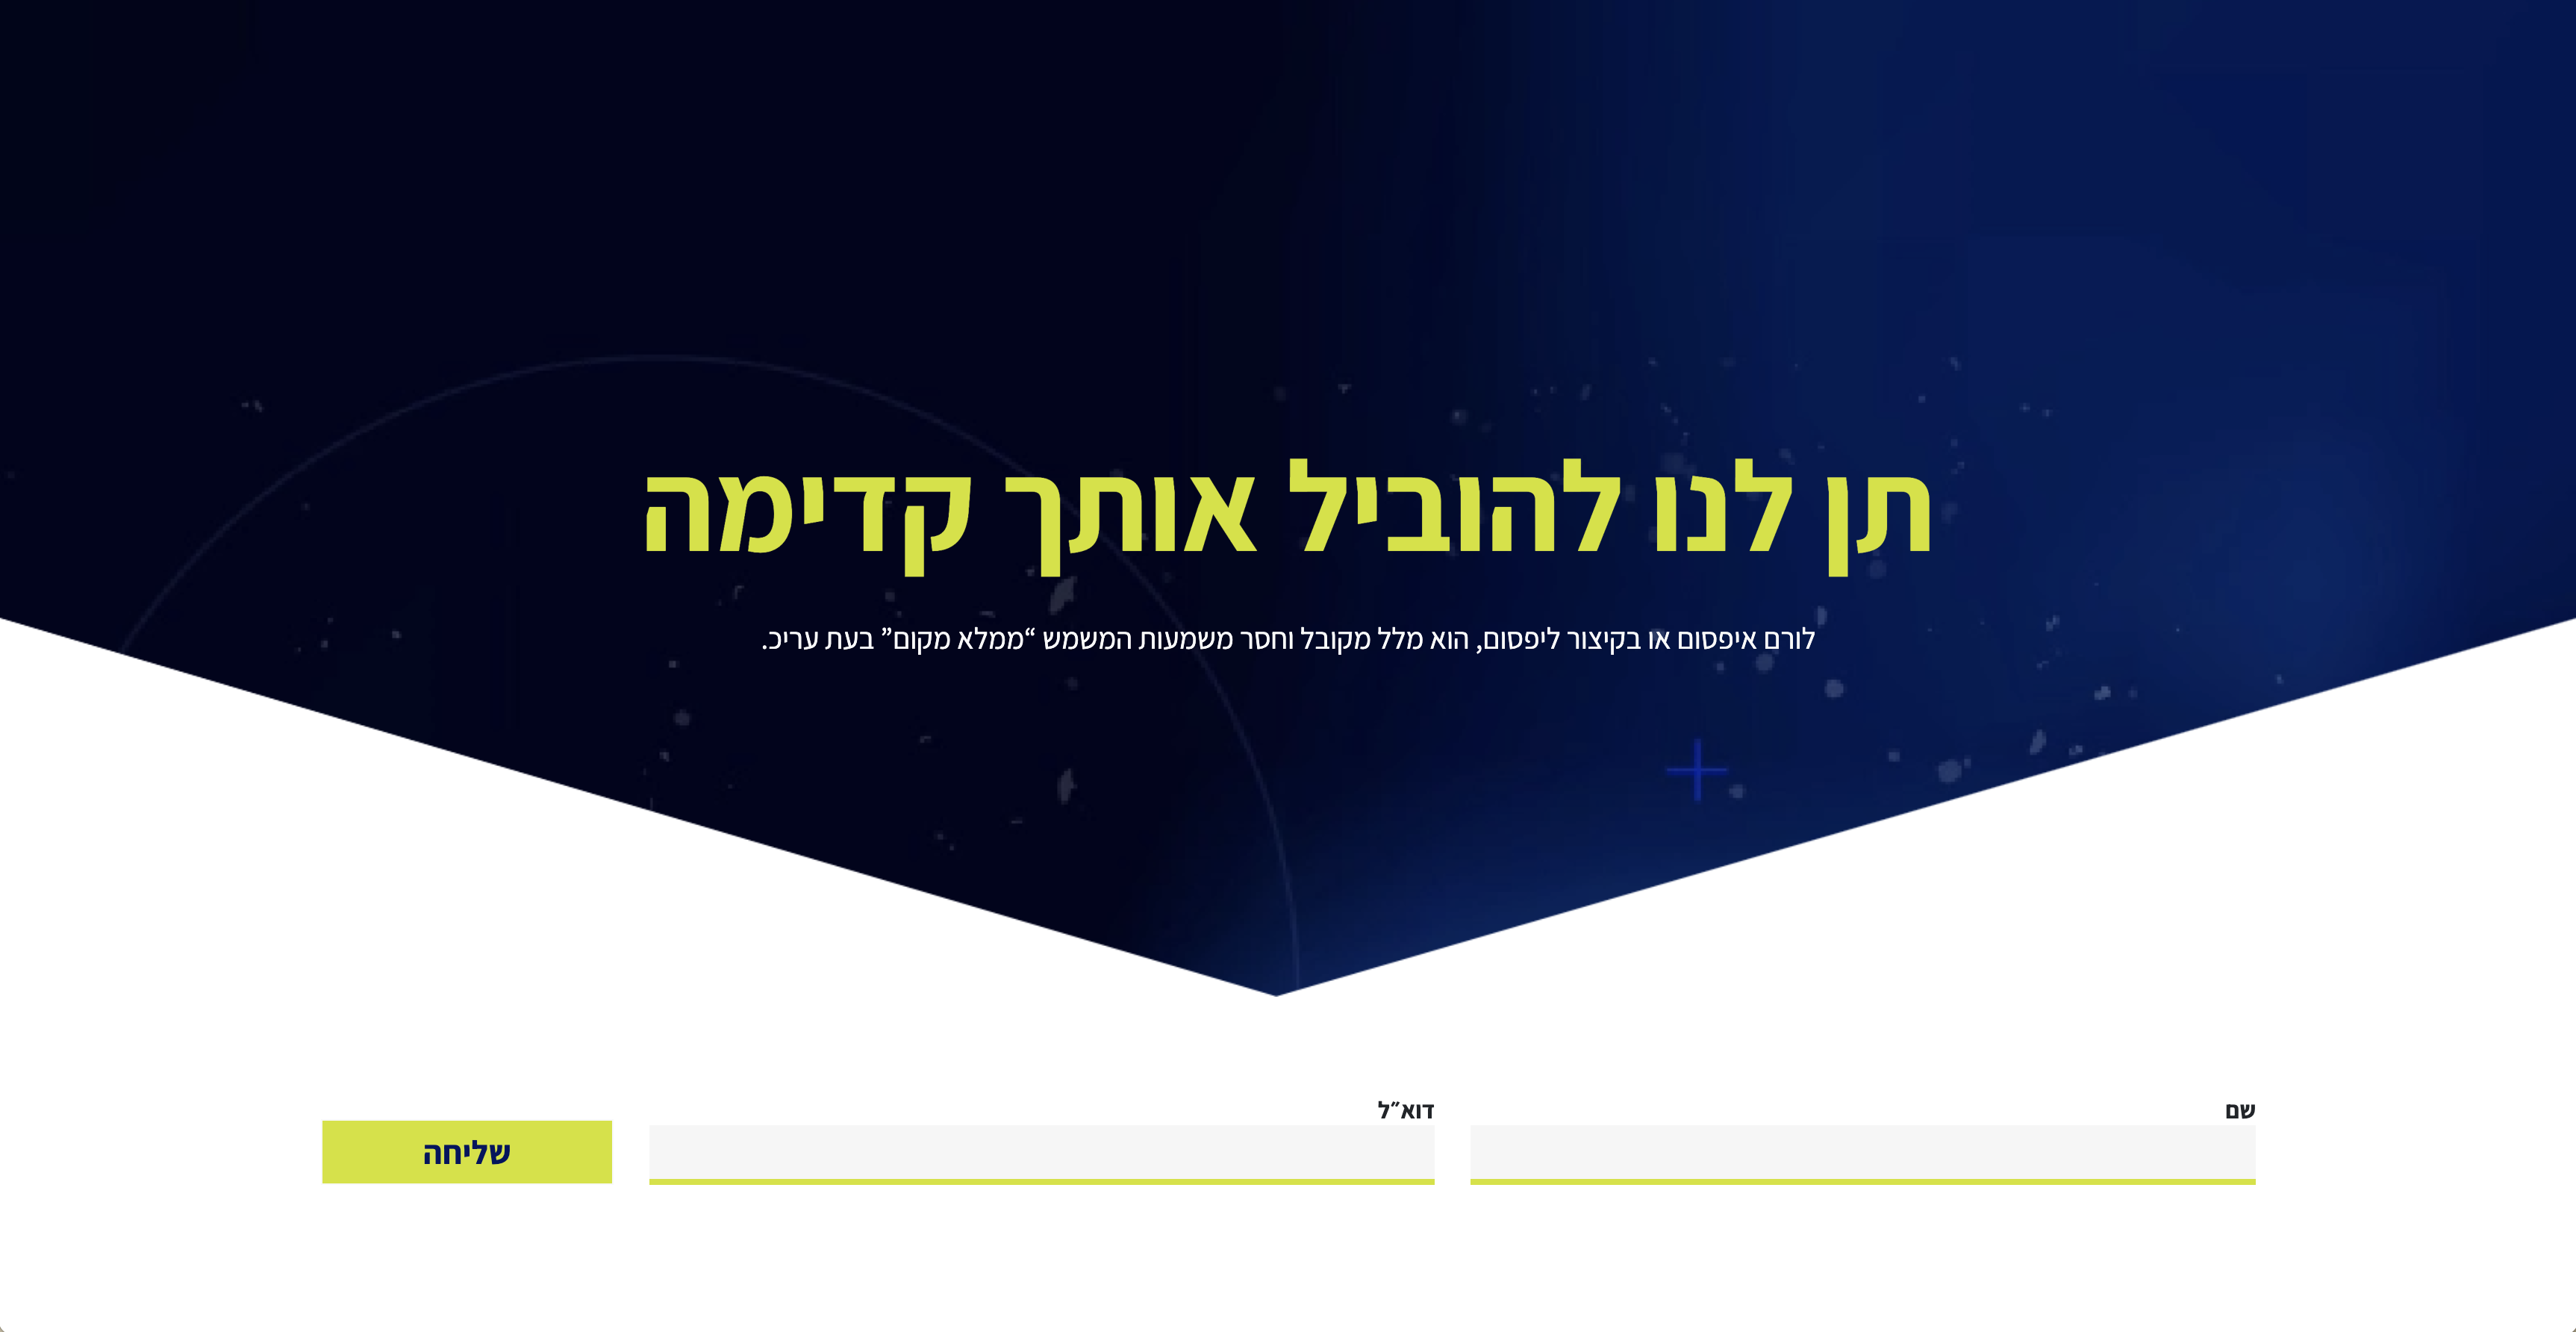 תן לנו להוביל אותך קדימה
לורם איפסום או בקיצור ליפסום, הוא מלל מקובל וחסר משמעות המשמש “ממלא מקום” בעת עריכ.
שם
דוא״ל
שליחה